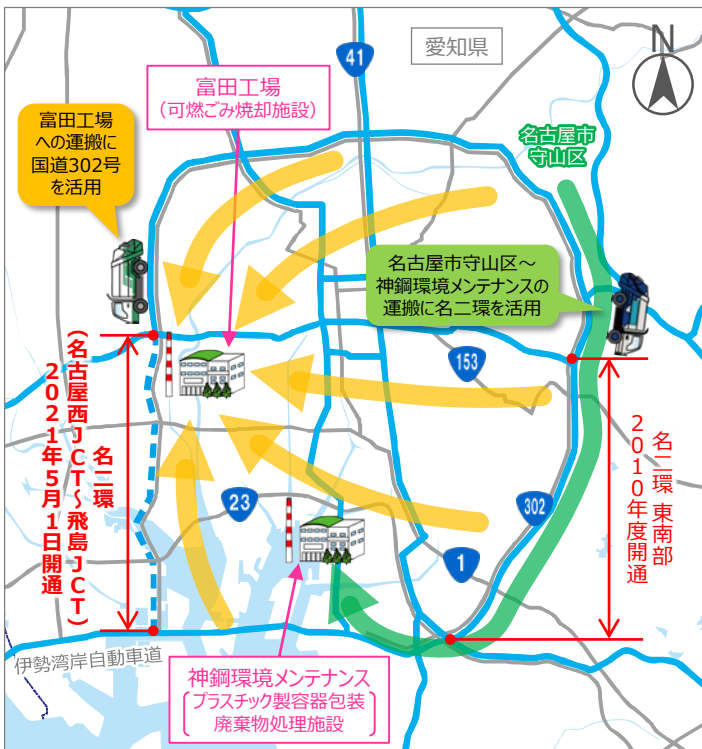 愛知県
N
41
富田工場
（可燃ごみ焼却施設）
富田工場
への運搬に
国道302号
を活用
名古屋市
守山区
名古屋市守山区～
神鋼環境メンテナンスの
運搬に名二環を活用
153
名二環
（名古屋西JCT～飛島JCT）
2021年5月1日開通
名二環 東南部
2010年度開通
302
23
1
伊勢湾岸自動車道
神鋼環境メンテナンス
プラスチック製容器包装
廃棄物処理施設